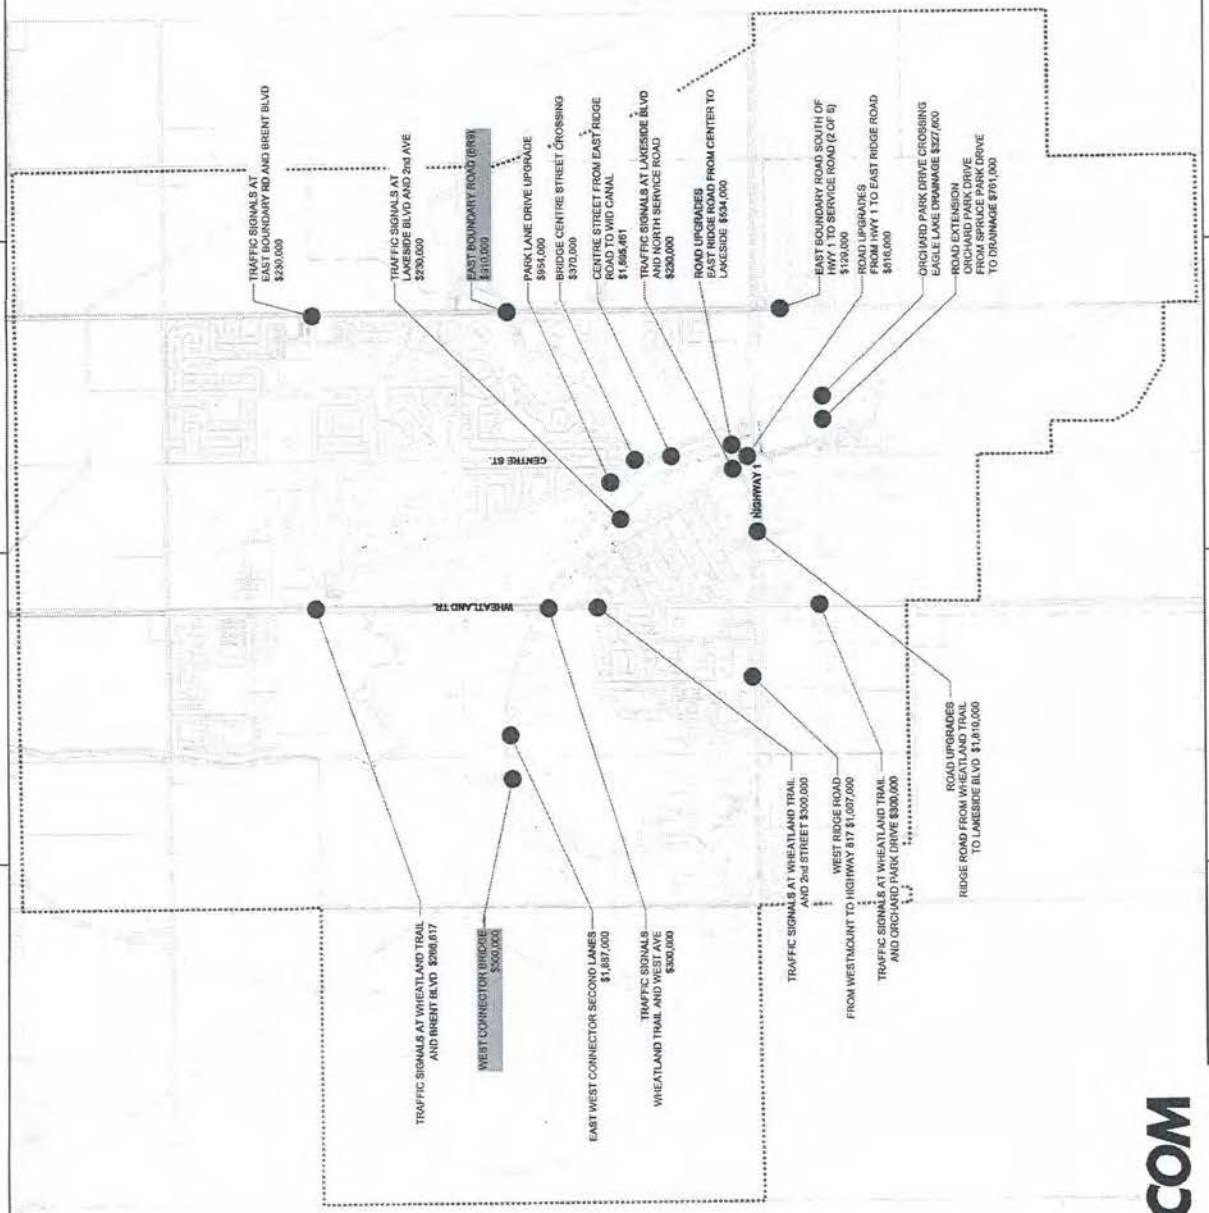 TRAFFIC SIGNALS AT
EAST BOUNDARY RD AND BRENT BLVD
$230,000
TRAFFIC SIGNALS AT
LAKESIDE BLVD AND 2nd AVE
$230,000
EAST BOUNDARY ROAD (BR9)
$910,000
PARK LANE DRIVE UPGRADE
$954,000
BRIDGE CENTRE STREET CROSSING
$370,000
CENTRE STREET FROM EAST RIDGE
ROAD TO WID CANAL
$1,695,461
TRAFFIC SIGNALS AT LAKESIDE BLVD
AND NORTH SERVICE ROAD
$230,000
ROAD UPGRADES
EAST RIDGE ROAD FROM CENTER TO
LAKESIDE $534,000
EAST BOUNDARY ROAD SOUTH OF
HWY 1 TO SERVICE ROAD (2 OF 5)
$129,000
ROAD UPGRADES
FROM HWY 1 TO EAST RIDGE ROAD
$816,000
ORCHARD PARK DRIVE CROSSING
EAGLE LAKE DRAINAGE $327,600
ROAD EXTENSION
ORCHARD PARK DRIVE
FROM SPRUCE PARK DRIVE
TO DRAINAGE $761,000
CENTRE ST.
HIGHWAY 1
WHEATLAND TR.
TRAFFIC SIGNALS AT WHEATLAND TRAIL
AND BRENT BLVD $266,617
WEST CONNECTOR BRIDGE
$500,000
EAST WEST CONNECTOR SECOND LANES
$1,887,000
TRAFFIC SIGNALS
WHEATLAND TRAIL AND WEST AVE
$300,000
TRAFFIC SIGNALS AT WHEATLAND TRAIL
AND 2nd STREET $300,000
WEST RIDGE ROAD
FROM WESTMOUNT TO HIGHWAY 817 $1,007,000
TRAFFIC SIGNALS AT WHEATLAND TRAIL
AND ORCHARD PARK DRIVE $300,000
ROAD UPGRADES
RIDGE ROAD FROM WHEATLAND TRAIL
TO LAKESIDE BLVD $1,810,000
COM